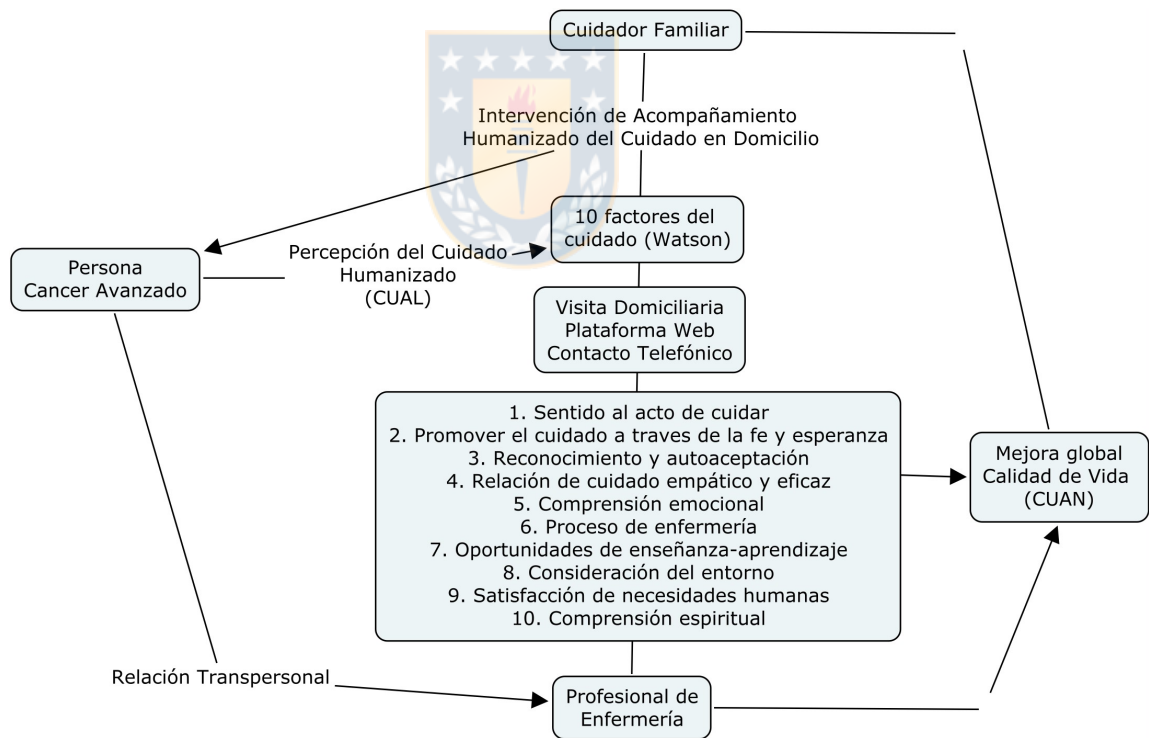 Cuidador Familiar
Intervención de Acompañamiento
Humanizado del Cuidado en Domicilio
10 factores del
cuidado (Watson)
Percepción del Cuidado
Humanizado
(CUAL)
Persona
Cancer Avanzado
Visita Domiciliaria
Plataforma Web
Contacto Telefónico
1. Sentido al acto de cuidar
2. Promover el cuidado a traves de la fe y esperanza
3. Reconocimiento y autoaceptación
4. Relación de cuidado empático y eficaz
5. Comprensión emocional
6. Proceso de enfermería
7. Oportunidades de enseñanza-aprendizaje
8. Consideración del entorno
9. Satisfacción de necesidades humanas
10. Comprensión espiritual
Mejora global
Calidad de Vida
(CUAN)
Relación Transpersonal
Profesional de
Enfermería